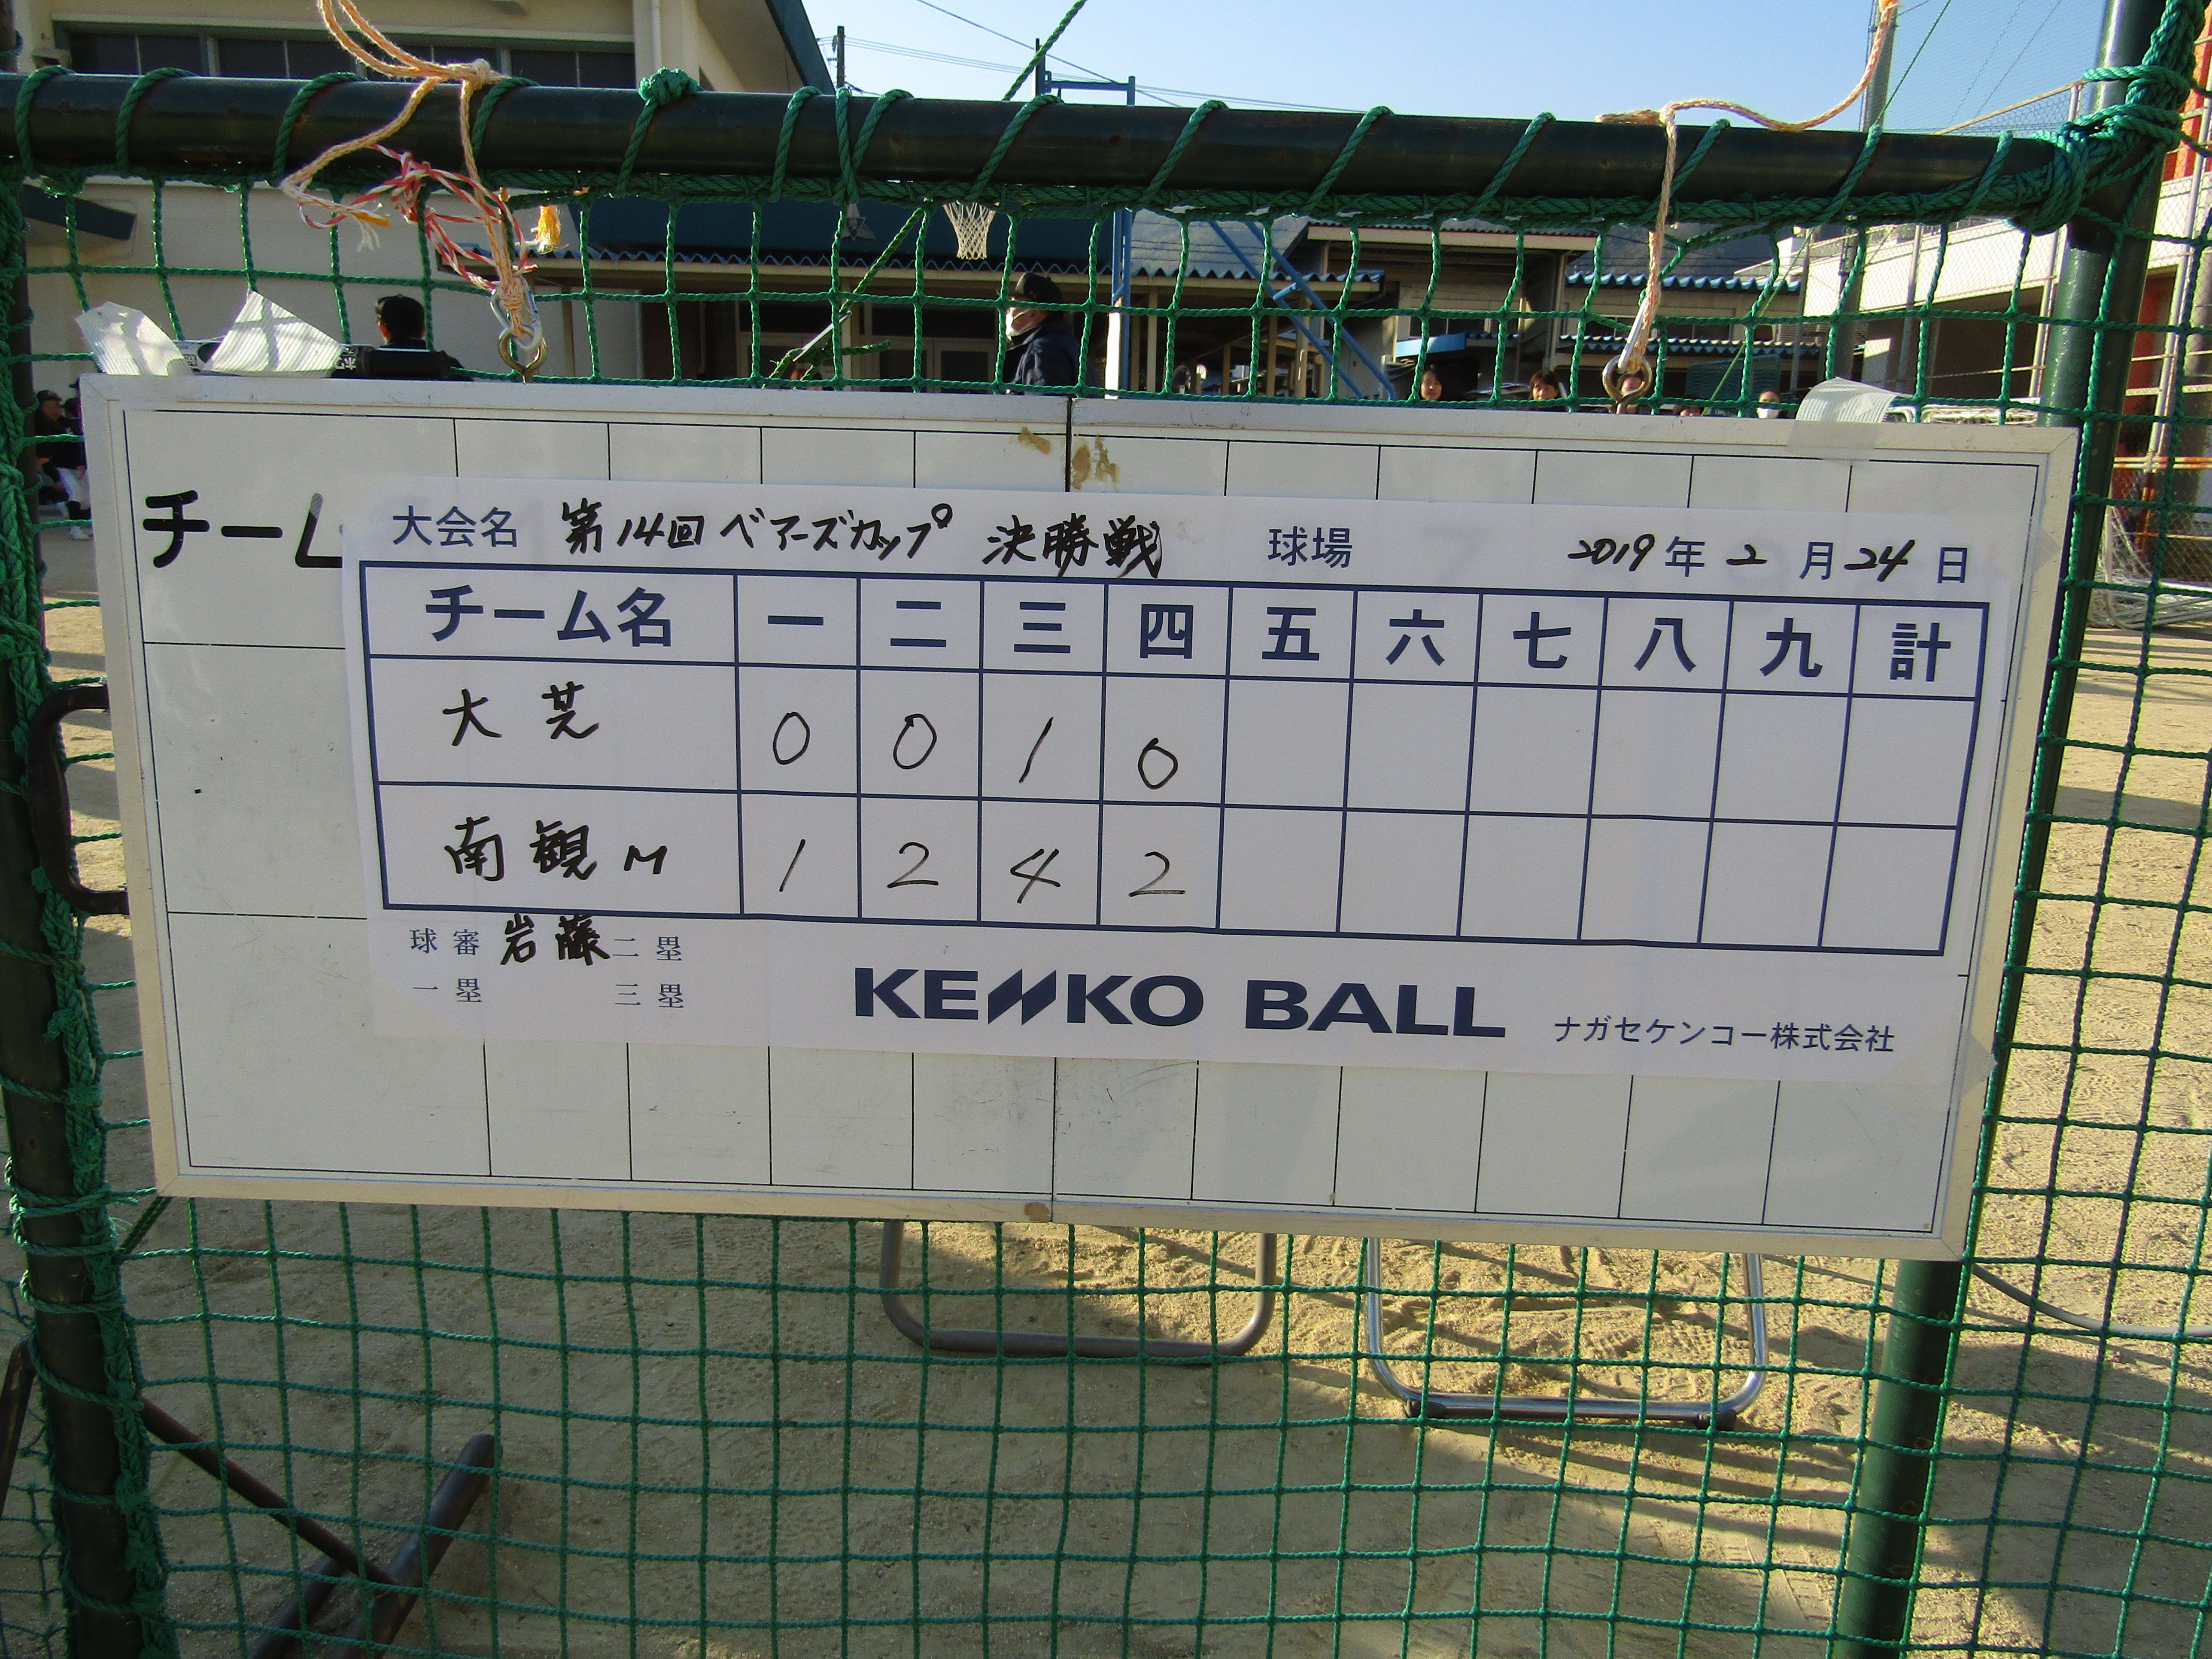 チーム
大会名 第14回ベアーズカップ 決勝戦 球場 2019年2月24日
チーム名 一 二 三 四 五 六 七 八 九 計
大芝 0 0 1 0
南観M 1 2 4 2
球審 岩藤 二塁
一塁 三塁
KENKO BALL ナガセケンコー株式会社